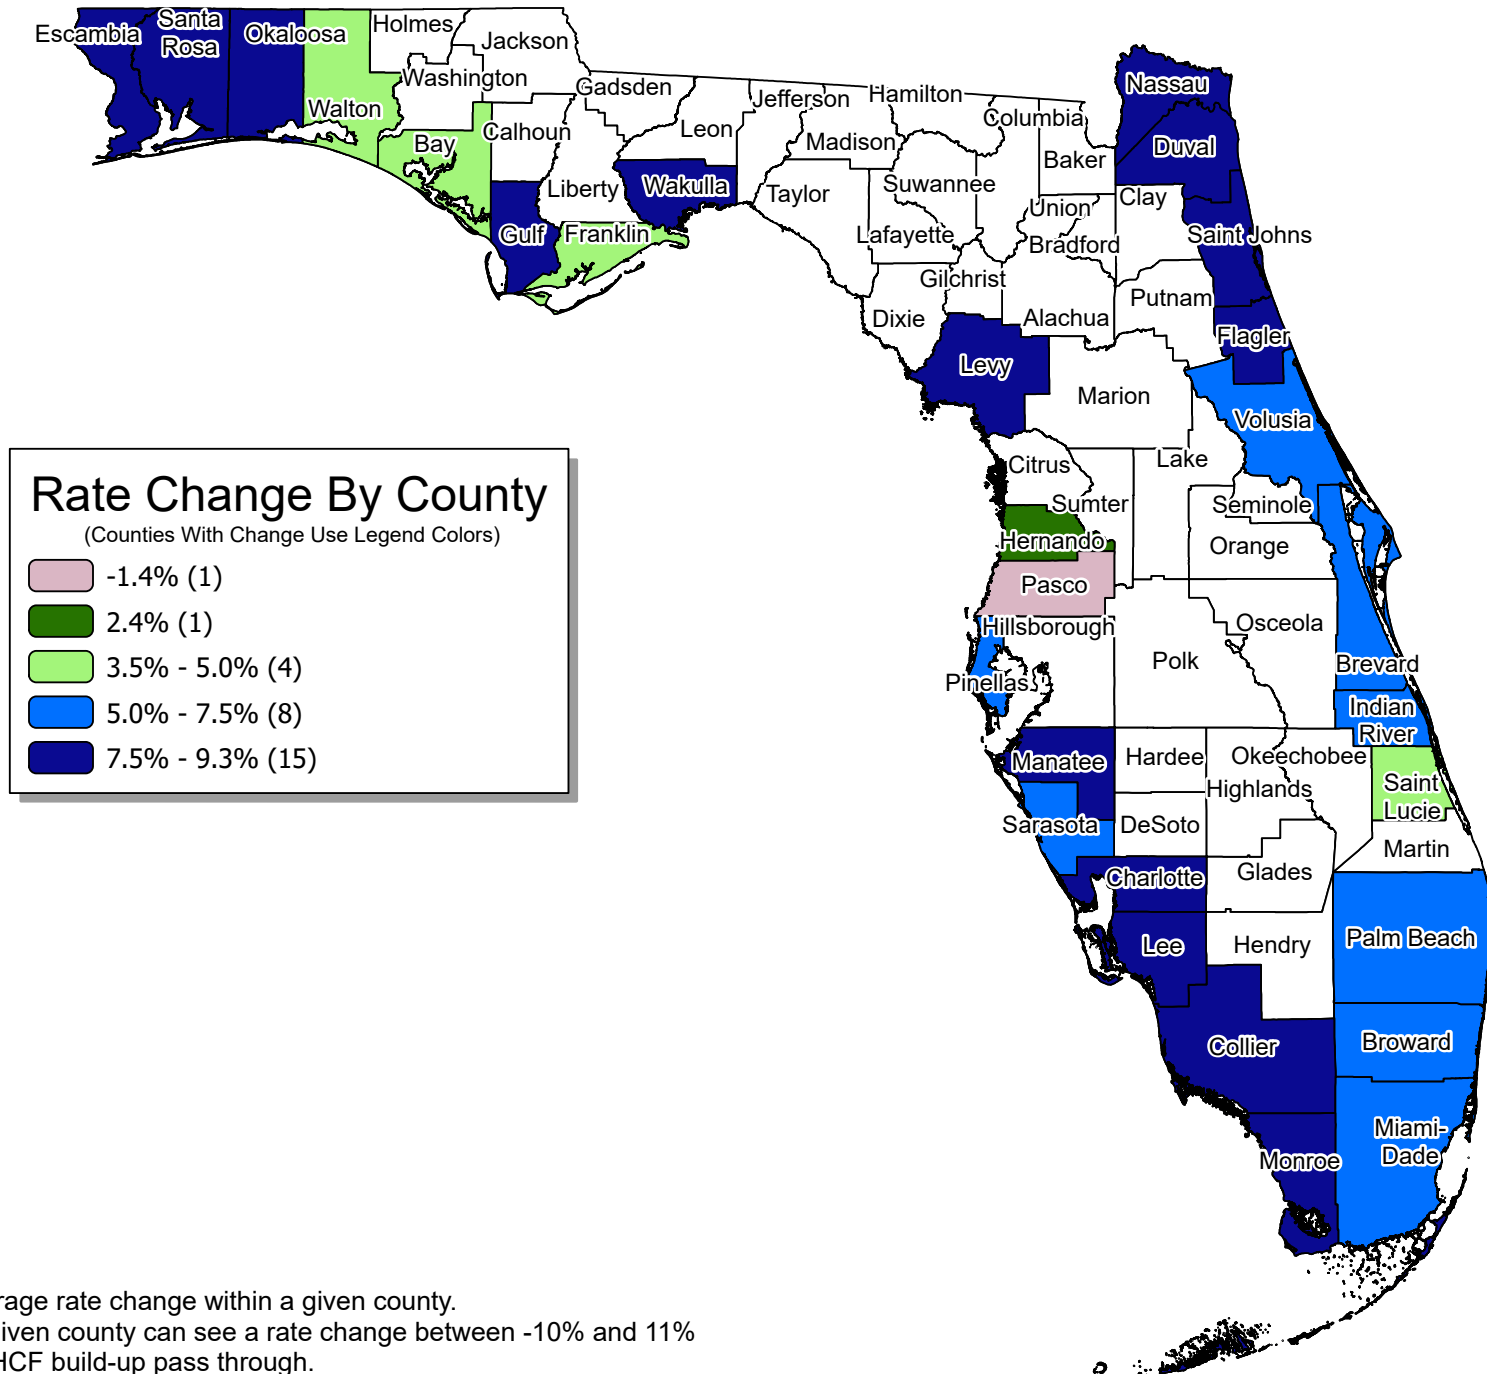 Escambia
Santa
Rosa
Okaloosa
Holmes
Jackson
Washington
Walton
Bay
Calhoun
Gadsden
Leon
Jefferson
Hamilton
Madison
Columbia
Baker
Nassau
Duval
Liberty
Wakulla
Taylor
Suwannee
Union
Clay
Gulf
Franklin
Lafayette
Bradford
Saint Johns
Gilchrist
Putnam
Dixie
Alachua
Flagler
Levy
Marion
Volusia
Citrus
Lake
Sumter
Seminole
Hernando
Orange
Pasco
Hillsborough
Osceola
Polk
Brevard
Pinellas
Indian
River
Manatee
Hardee
Okeechobee
Highlands
Saint
Lucie
Sarasota
DeSoto
Martin
Charlotte
Glades
Lee
Hendry
Palm Beach
Collier
Broward
Miami-
Dade
Monroe
Rate Change By County
(Counties With Change Use Legend Colors)
-1.4% (1)
2.4% (1)
3.5% - 5.0% (4)
5.0% - 7.5% (8)
7.5% - 9.3% (15)
rage rate change within a given county.
iven county can see a rate change between -10% and 11%
HCF build-up pass through.